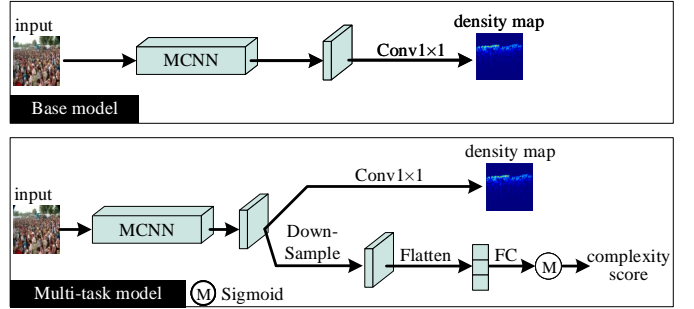 input
MCNN
Conv1×1
density map
Base model
input
MCNN
Conv1×1
density map
Down-
Sample
Flatten
FC
M
complexity
score
Multi-task model
M Sigmoid